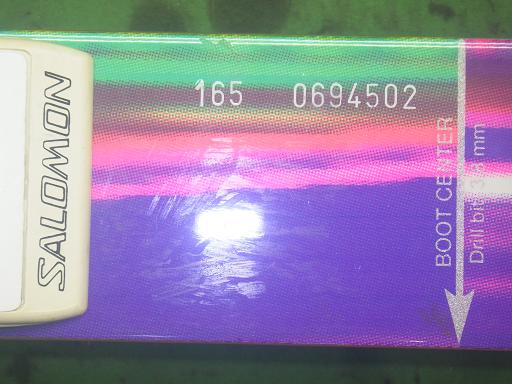 SALOMON
165 0694502
BOOT CENTER
Drill bit
mm